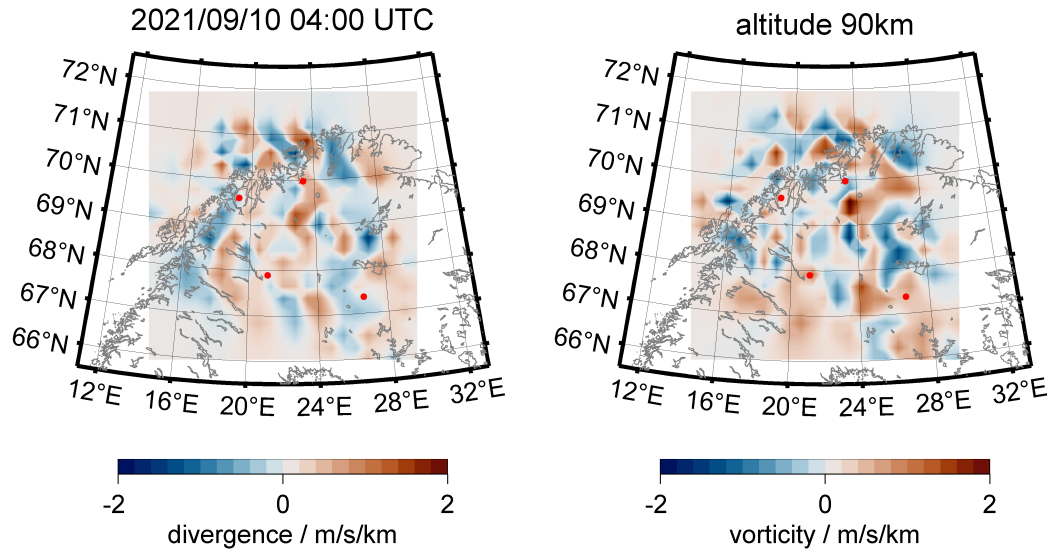 2021/09/10 04:00 UTC
72°N
71°N
70°N
69°N
68°N
67°N
66°N
12°E 16°E 20°E 24°E 28°E 32°E
-2 0 2
divergence / m/s/km
altitude 90km
72°N
71°N
70°N
69°N
68°N
67°N
66°N
12°E 16°E 20°E 24°E 28°E 32°E
-2 0 2
vorticity / m/s/km